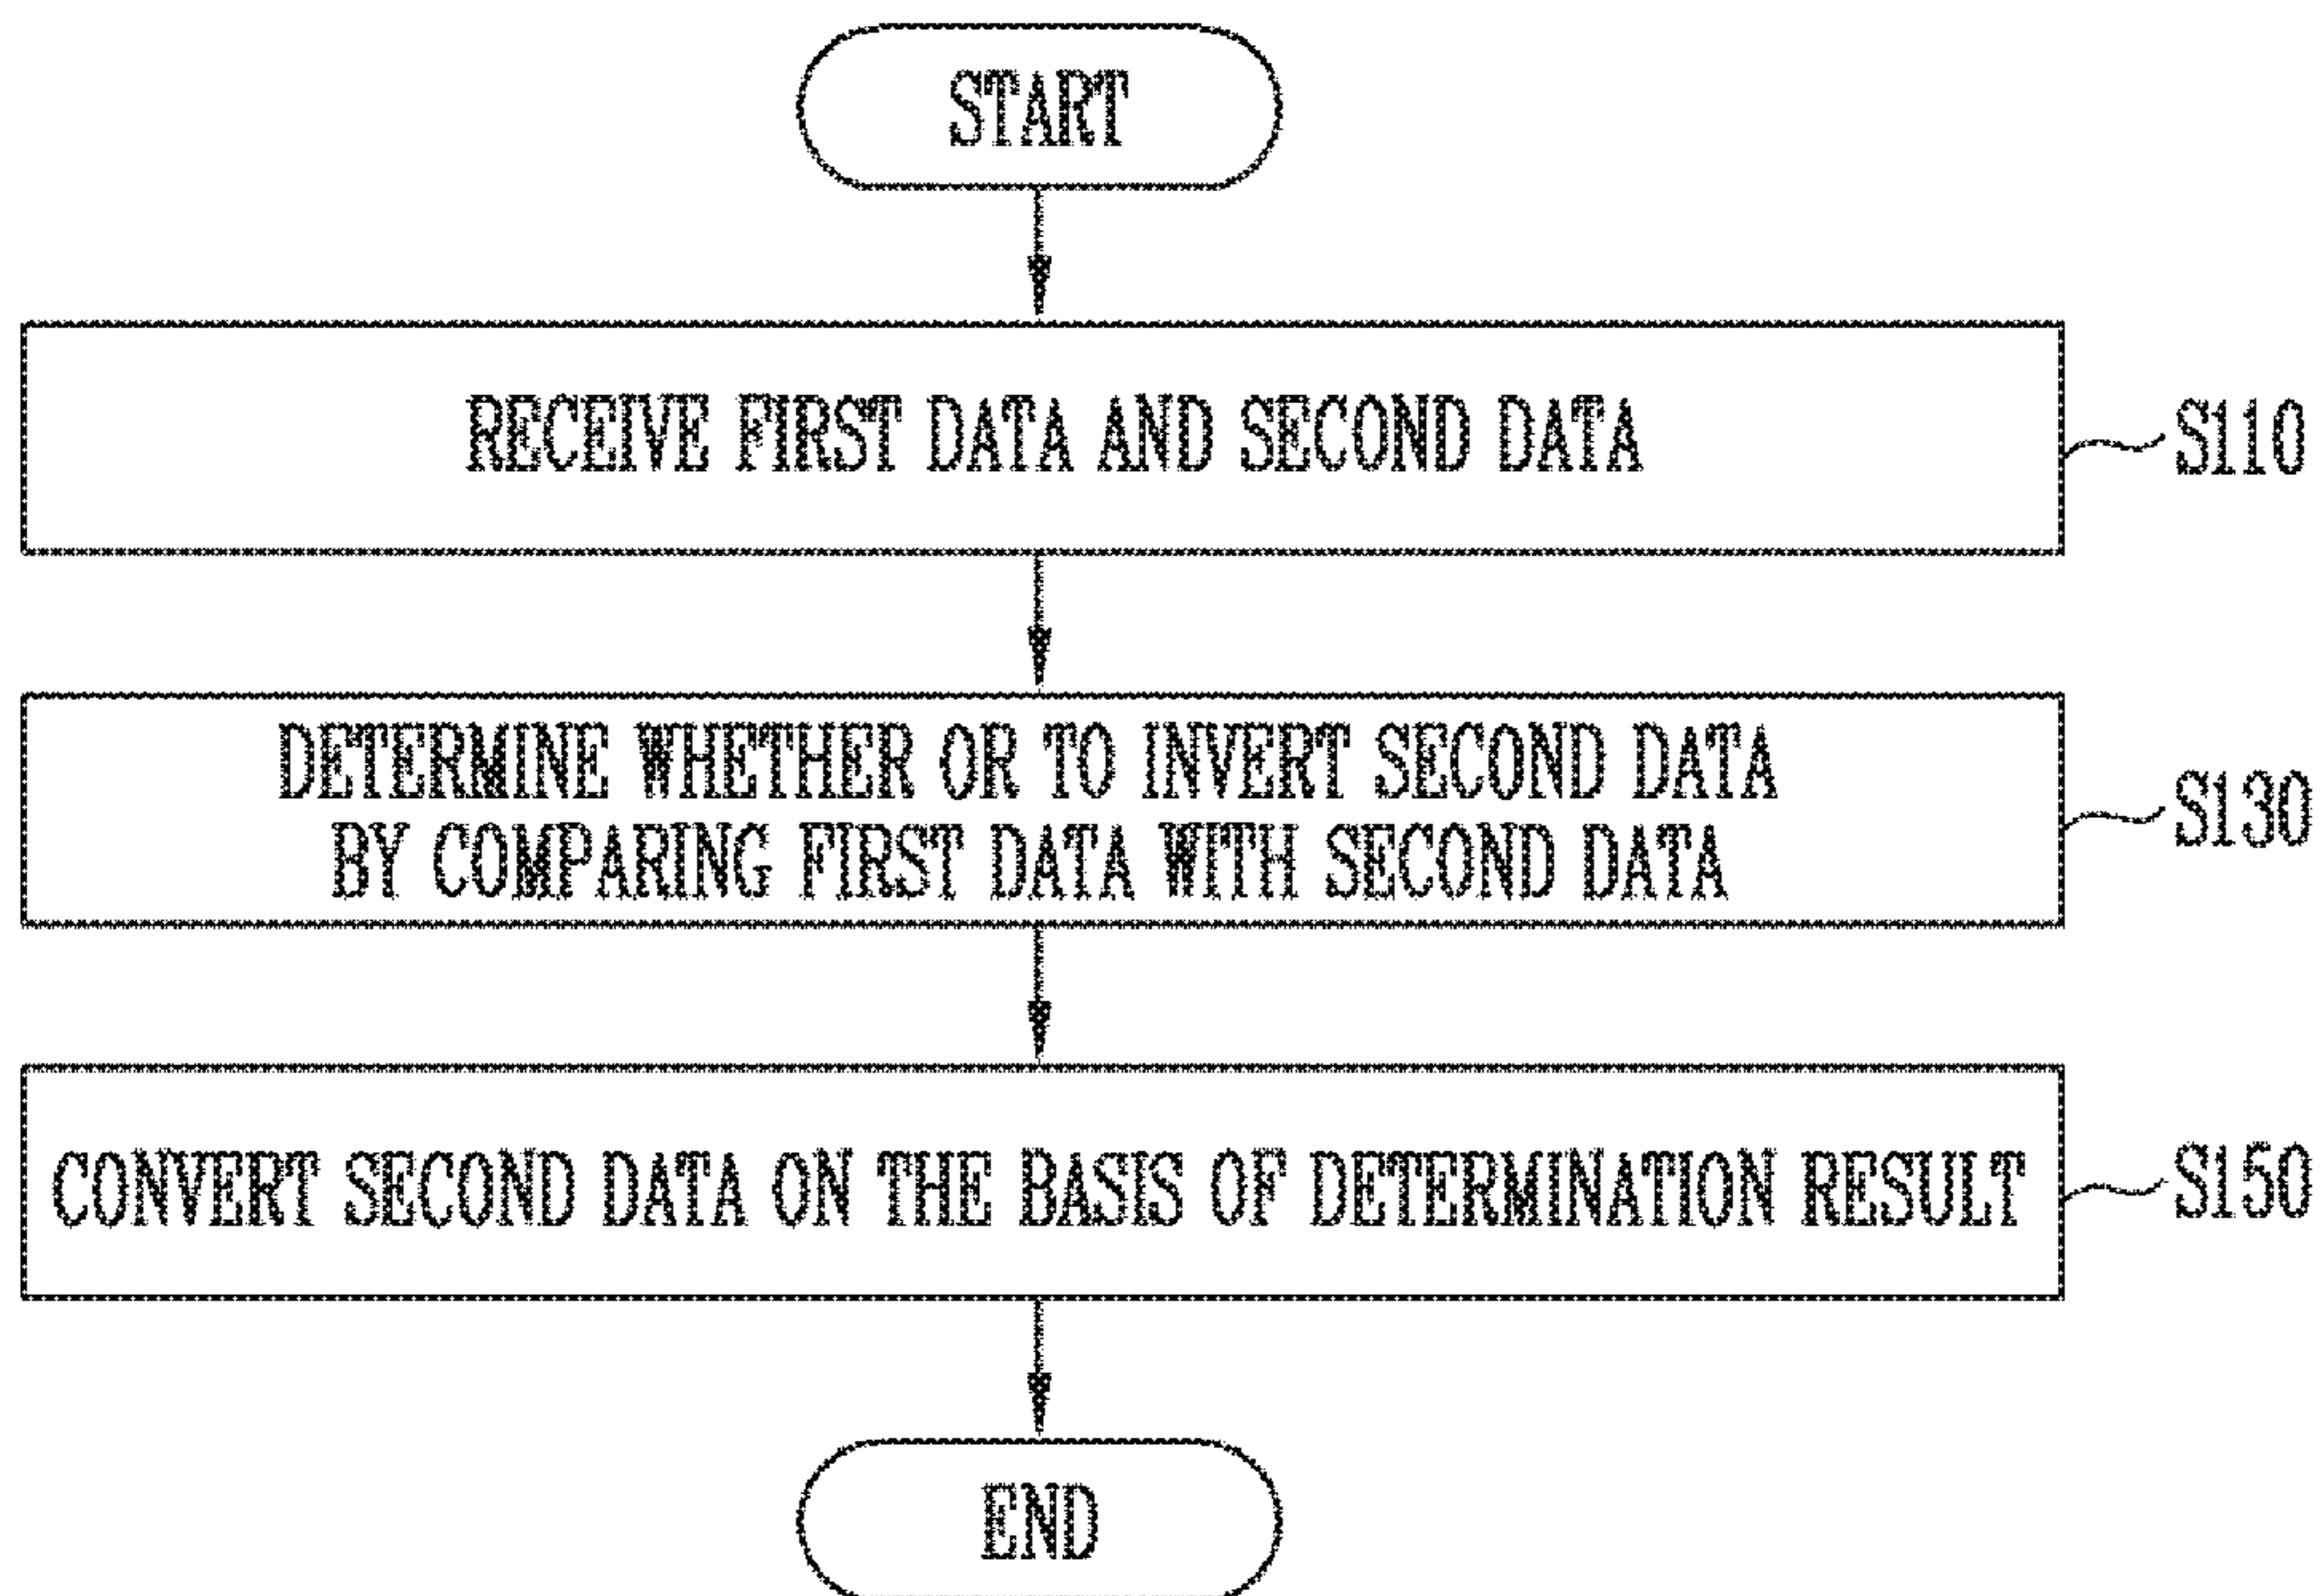 START
RECEIVE FIRST DATA AND SECOND DATA
S110
DETERMINE WHETHER OR TO INVERT SECOND DATA
BY COMPARING FIRST DATA WITH SECOND DATA
S130
CONVERT SECOND DATA ON THE BASIS OF DETERMINATION RESULT
S150
END